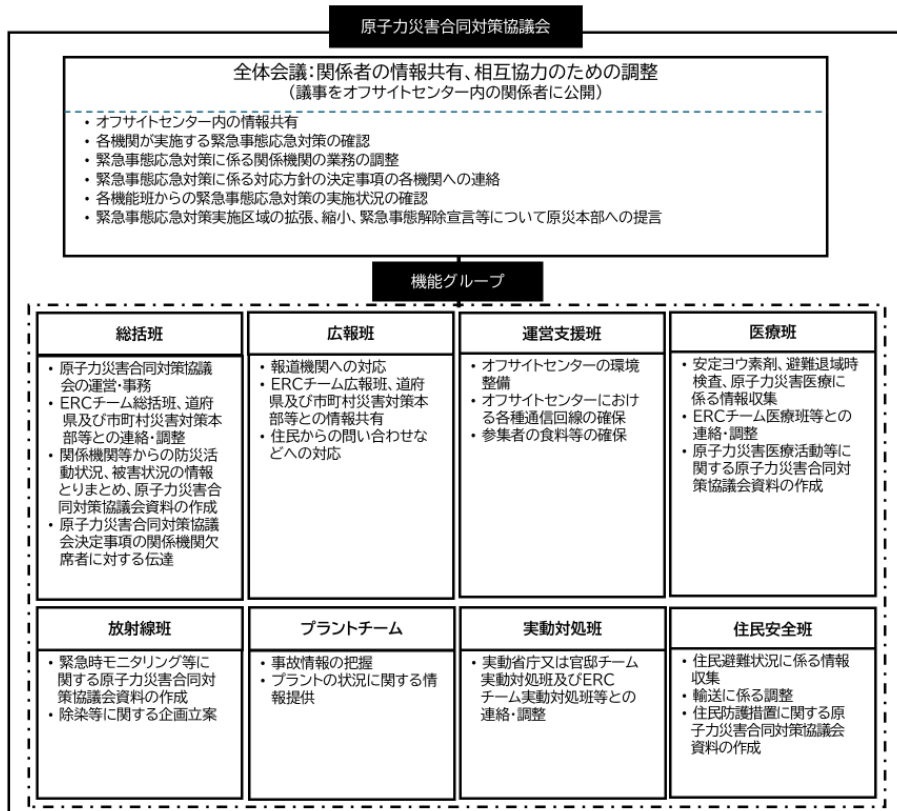 原子力災害合同対策協議会
全体会議：関係者の情報共有、相互協力のための調整
（議事をオフサイトセンター内の関係者に公開）
• オフサイトセンター内の情報共有
• 各機関が実施する緊急事態応急対策の確認
• 緊急事態応急対策に係る関係機関の業務の調整
• 緊急事態応急対策に係る対応方針の決定事項の各機関への連絡
• 各機能班からの緊急事態応急対策の実施状況の確認
• 緊急事態応急対策実施区域の拡張、縮小、緊急事態解除宣言等について原災本部への提言
機能グループ
総括班
• 原子力災害合同対策協議
会の運営・事務
• ERCチーム総括班、道府
県及び市町村災害対策本
部等との連絡・調整
• 関係機関等からの防災活
動状況、被害状況の情報
とりまとめ、原子力災害合
同対策協議会資料の作成
• 原子力災害合同対策協議
会決定事項の関係機関欠
席者に対する伝達
広報班
• 報道機関への対応
• ERCチーム広報班、道府
県及び市町村災害対策本
部等との情報共有
• 住民からの問い合わせな
どへの対応
運営支援班
• オフサイトセンターの環境
整備
• オフサイトセンターにおけ
る各種通信回線の確保
• 参集者の食料等の確保
医療班
• 安定ヨウ素剤、避難退域時
検査、原子力災害医療に
係る情報収集
• ERCチーム医療班等との
連絡・調整
• 原子力災害医療活動等に
関する原子力災害合同対
策協議会資料の作成
放射線班
• 緊急時モニタリング等に
関する原子力災害合同対
策協議会資料の作成
• 除染等に関する企画立案
プラントチーム
• 事故情報の把握
• プラントの状況に関する情
報提供
実動対処班
• 実動省庁又は官邸チーム
実動対処班及びERC
チーム実動対処班等との
連絡・調整
住民安全班
• 住民避難状況に係る情報
収集
• 輸送に係る調整
• 住民防護措置に関する原
子力災害合同対策協議会
資料の作成